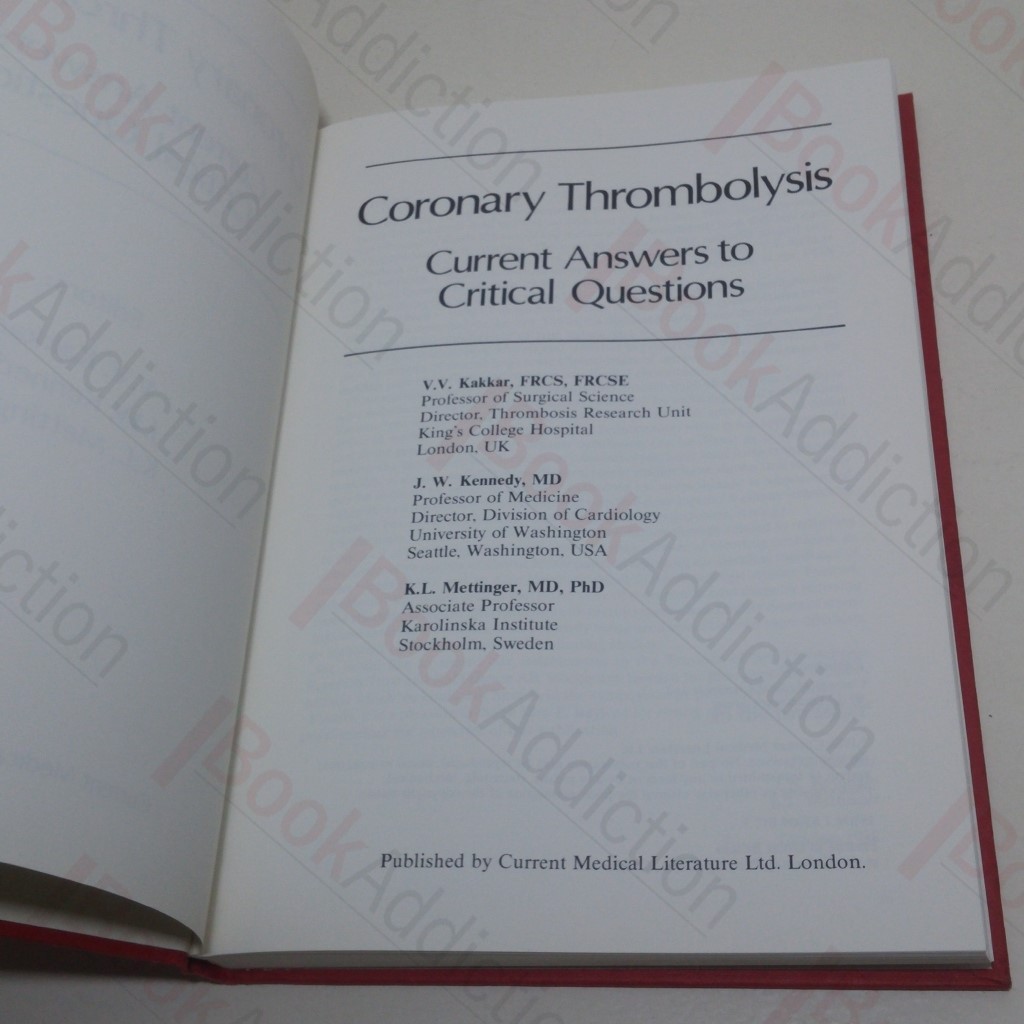 Coronary Thrombolysis
Current Answers to
Critical Questions
V.V. Kakkar, FRCS, FRCSE
Professor of Surgical Science
Director, Thrombosis Research Unit
King's College Hospital
London, UK
J. W. Kennedy, MD
Professor of Medicine
Director, Division of Cardiology
University of Washington
Seattle, Washington, USA
K.L. Mettinger, MD, PhD
Associate Professor
Karolinska Institute
Stockholm, Sweden
Published by Current Medical Literature Ltd. London.
BookAddiction